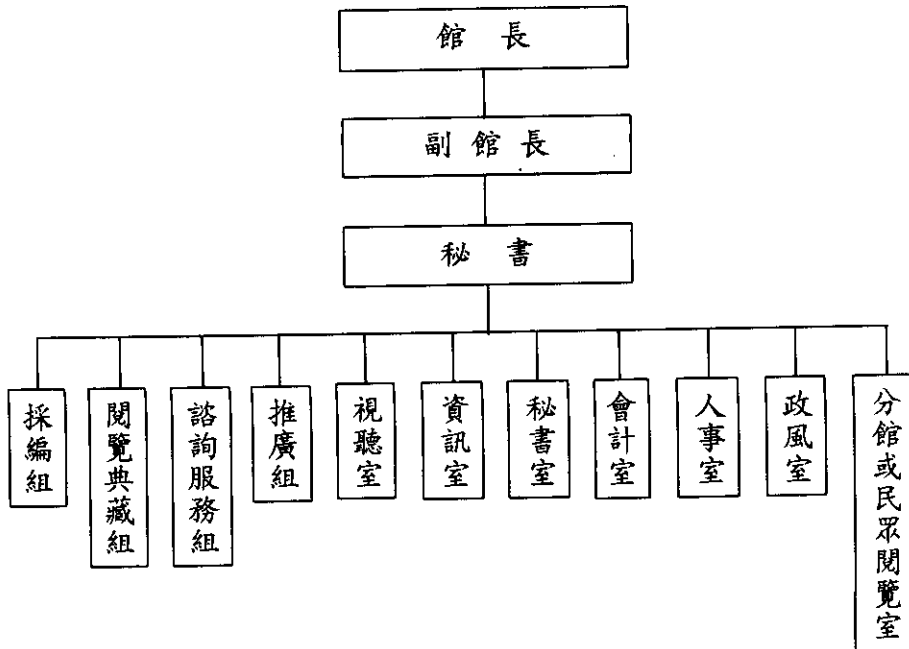 館長
副館長
秘書
採編組
閱覽典藏組
諮詢服務組
推廣組
視聽室
資訊室
秘書室
會計室
人事室
政風室
分館或民眾閱覽室